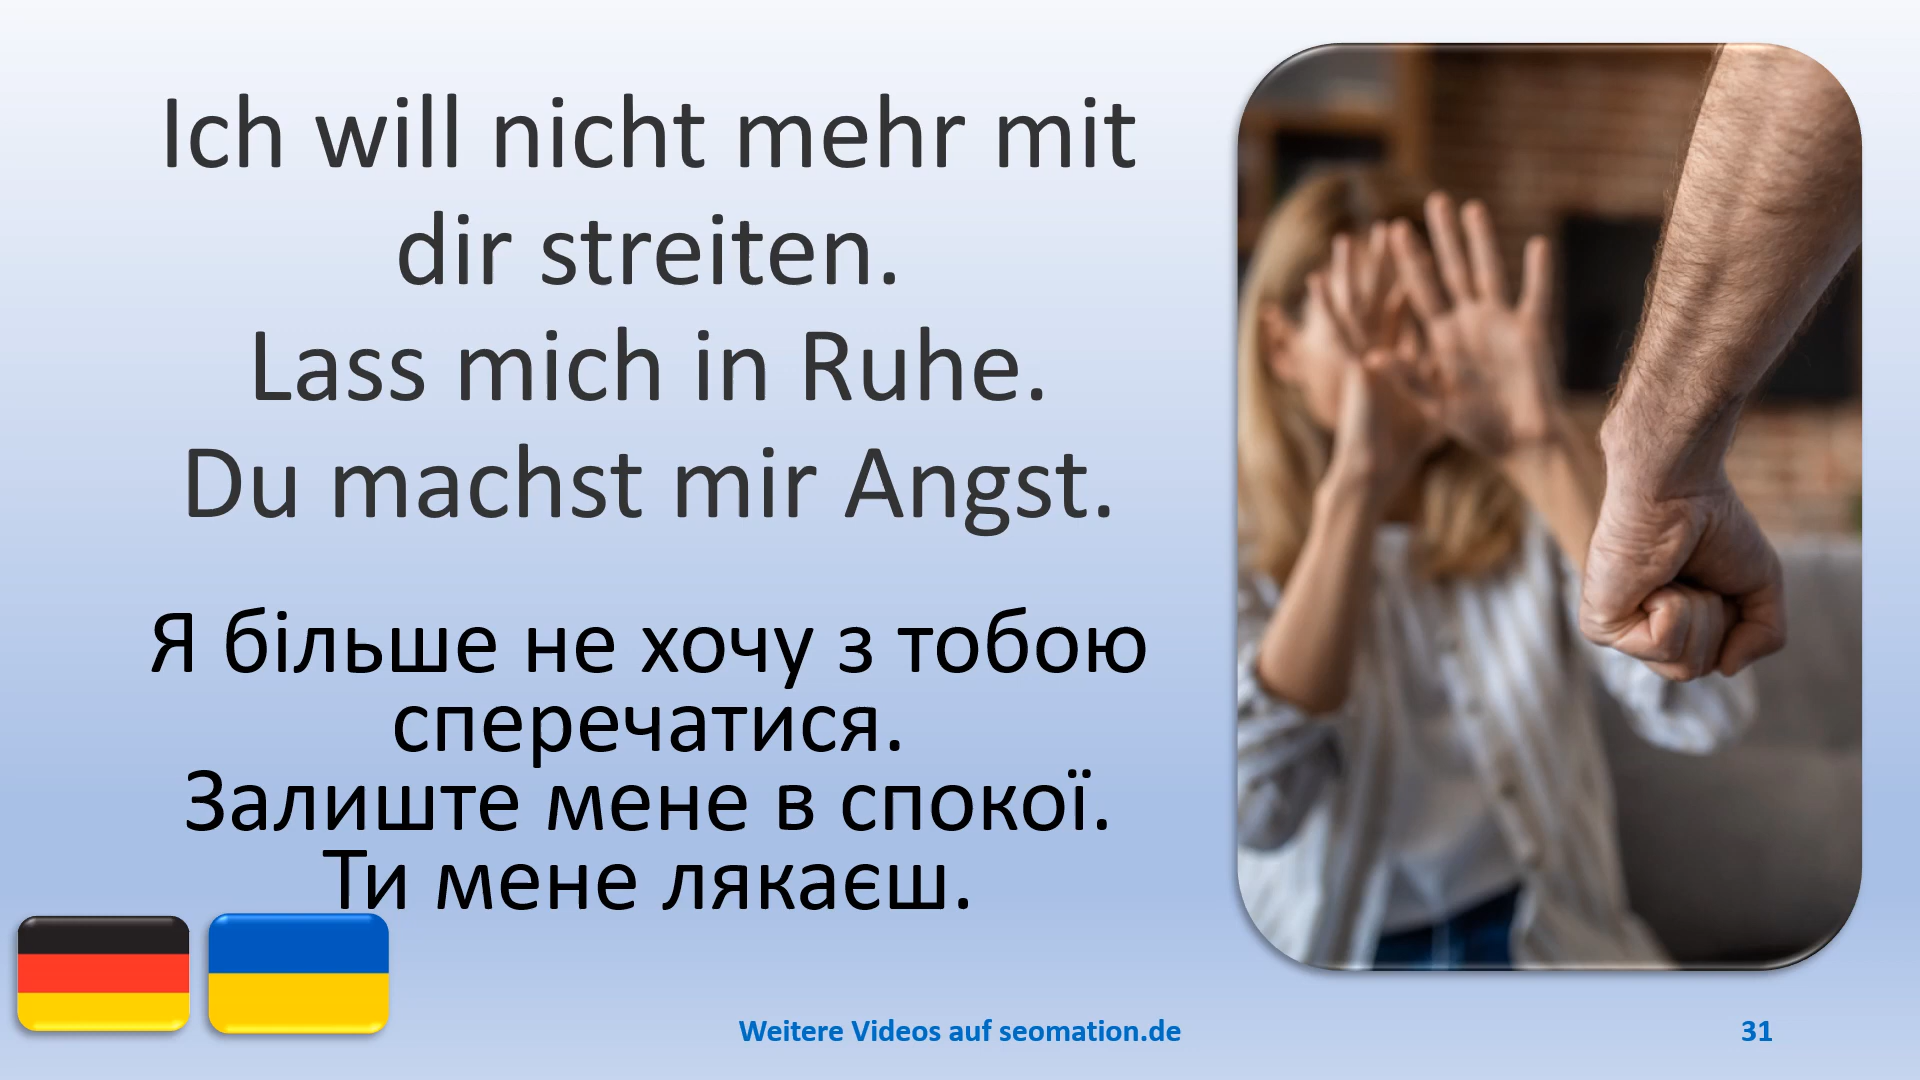 Ich will nicht mehr mit
dir streiten.
Lass mich in Ruhe.
Du machst mir Angst.
Я більше не хочу з тобою
сперечатися.
Залиште мене в спокої.
Ти мене лякаєш.
Weitere Videos auf seomation.de
31